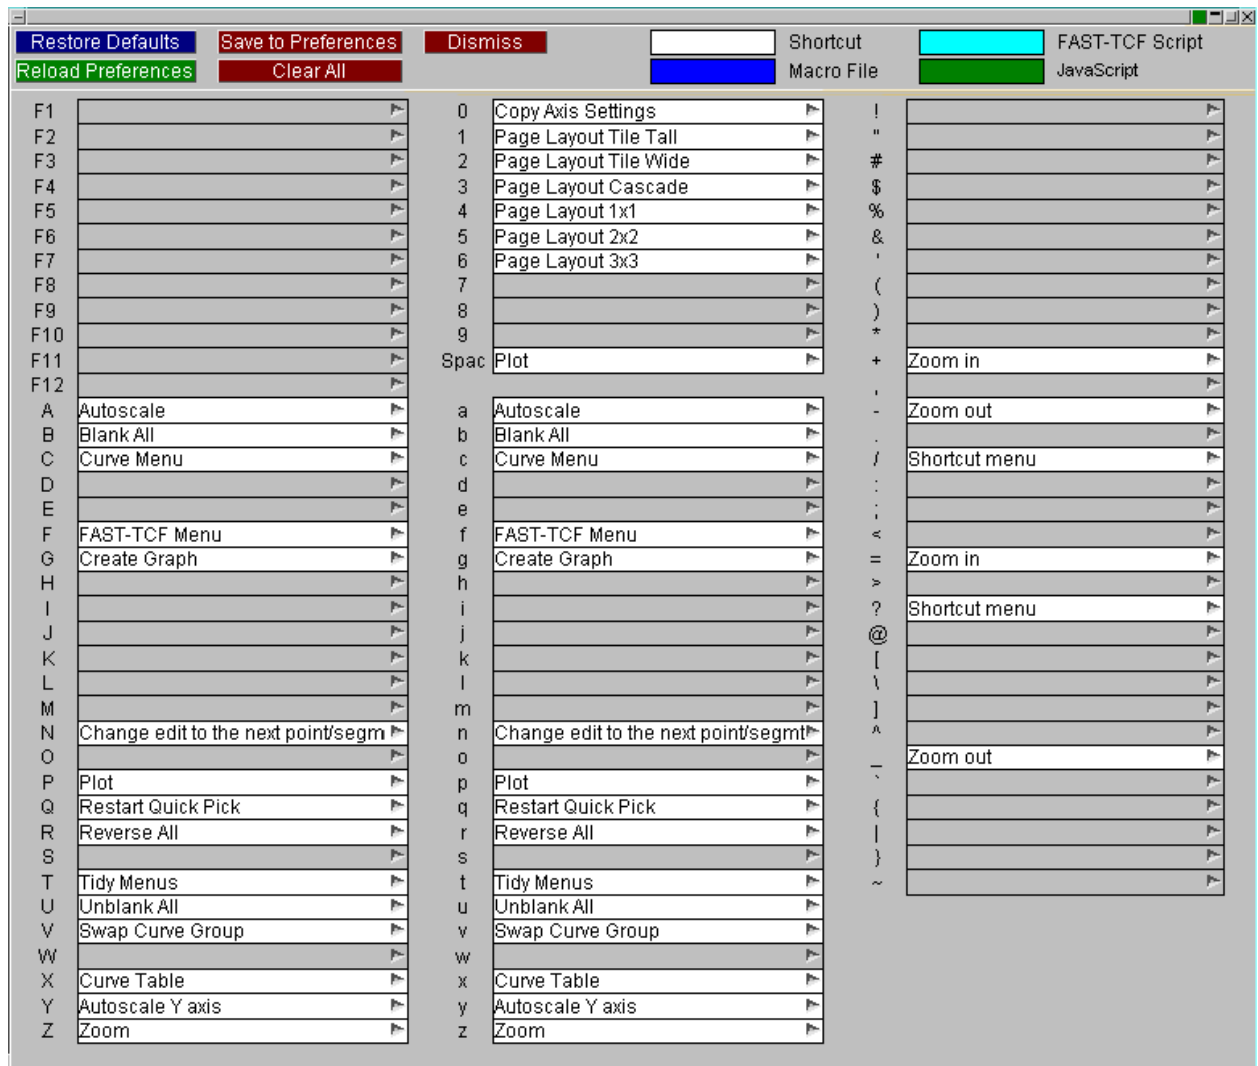 Restore Defaults Save to Preferences Dismiss Shortcut FAST-TCF Script
Reload Preferences Clear All Macro File JavaScript
F1 0 Copy Axis Settings !
F2 1 Page Layout Tile Tall "
F3 2 Page Layout Tile Wide #
F4 3 Page Layout Cascade $
F5 4 Page Layout 1x1 %
F6 5 Page Layout 2x2 &
F7 6 Page Layout 3x3 '
F8 7 (
F9 8 )
F10 9 *
F11 Spac Plot + Zoom in
F12 ,
A Autoscale a Autoscale - Zoom out
B Blank All b Blank All .
C Curve Menu c Curve Menu / Shortcut menu
D d :
E e ;
F FAST-TCF Menu f FAST-TCF Menu <
G Create Graph g Create Graph = Zoom in
H h >
I i ? Shortcut menu
J j @
K k [
L l \
M m ]
N Change edit to the next point/segm n Change edit to the next point/segmt ^
O o _ Zoom out
P Plot p Plot `
Q Restart Quick Pick q Restart Quick Pick {
R Reverse All r Reverse All |
S s }
T Tidy Menus t Tidy Menus ~
U Unblank All u Unblank All
V Swap Curve Group v Swap Curve Group
W w
X Curve Table x Curve Table
Y Autoscale Y axis y Autoscale Y axis
Z Zoom z Zoom